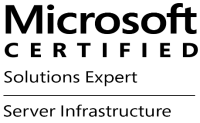 Microsoft
CERTIFIED
Solutions Expert
Server Infrastructure